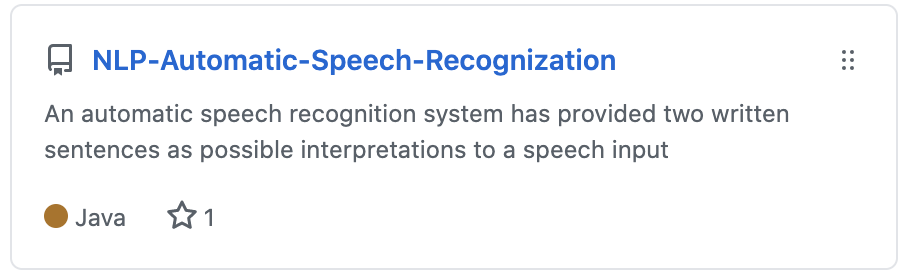 NLP-Automatic-Speech-Recognization
An automatic speech recognition system has provided two written
sentences as possible interpretations to a speech input
Java 1